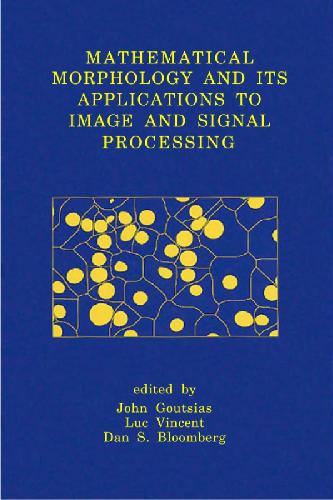 MATHEMATICAL
MORPHOLOGY AND ITS
APPLICATIONS TO
IMAGE AND SIGNAL
PROCESSING
edited by
John Goutsias
Luc Vincent
Dan S. Bloomberg